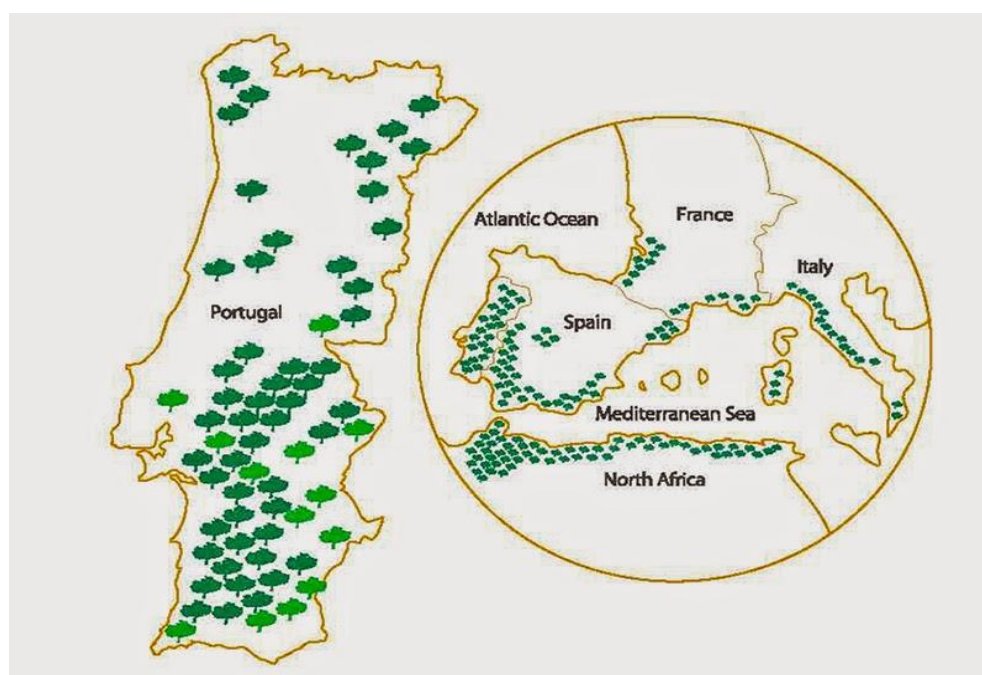 Portugal
Atlantic Ocean
France
Italy
Spain
Mediterranean Sea
North Africa